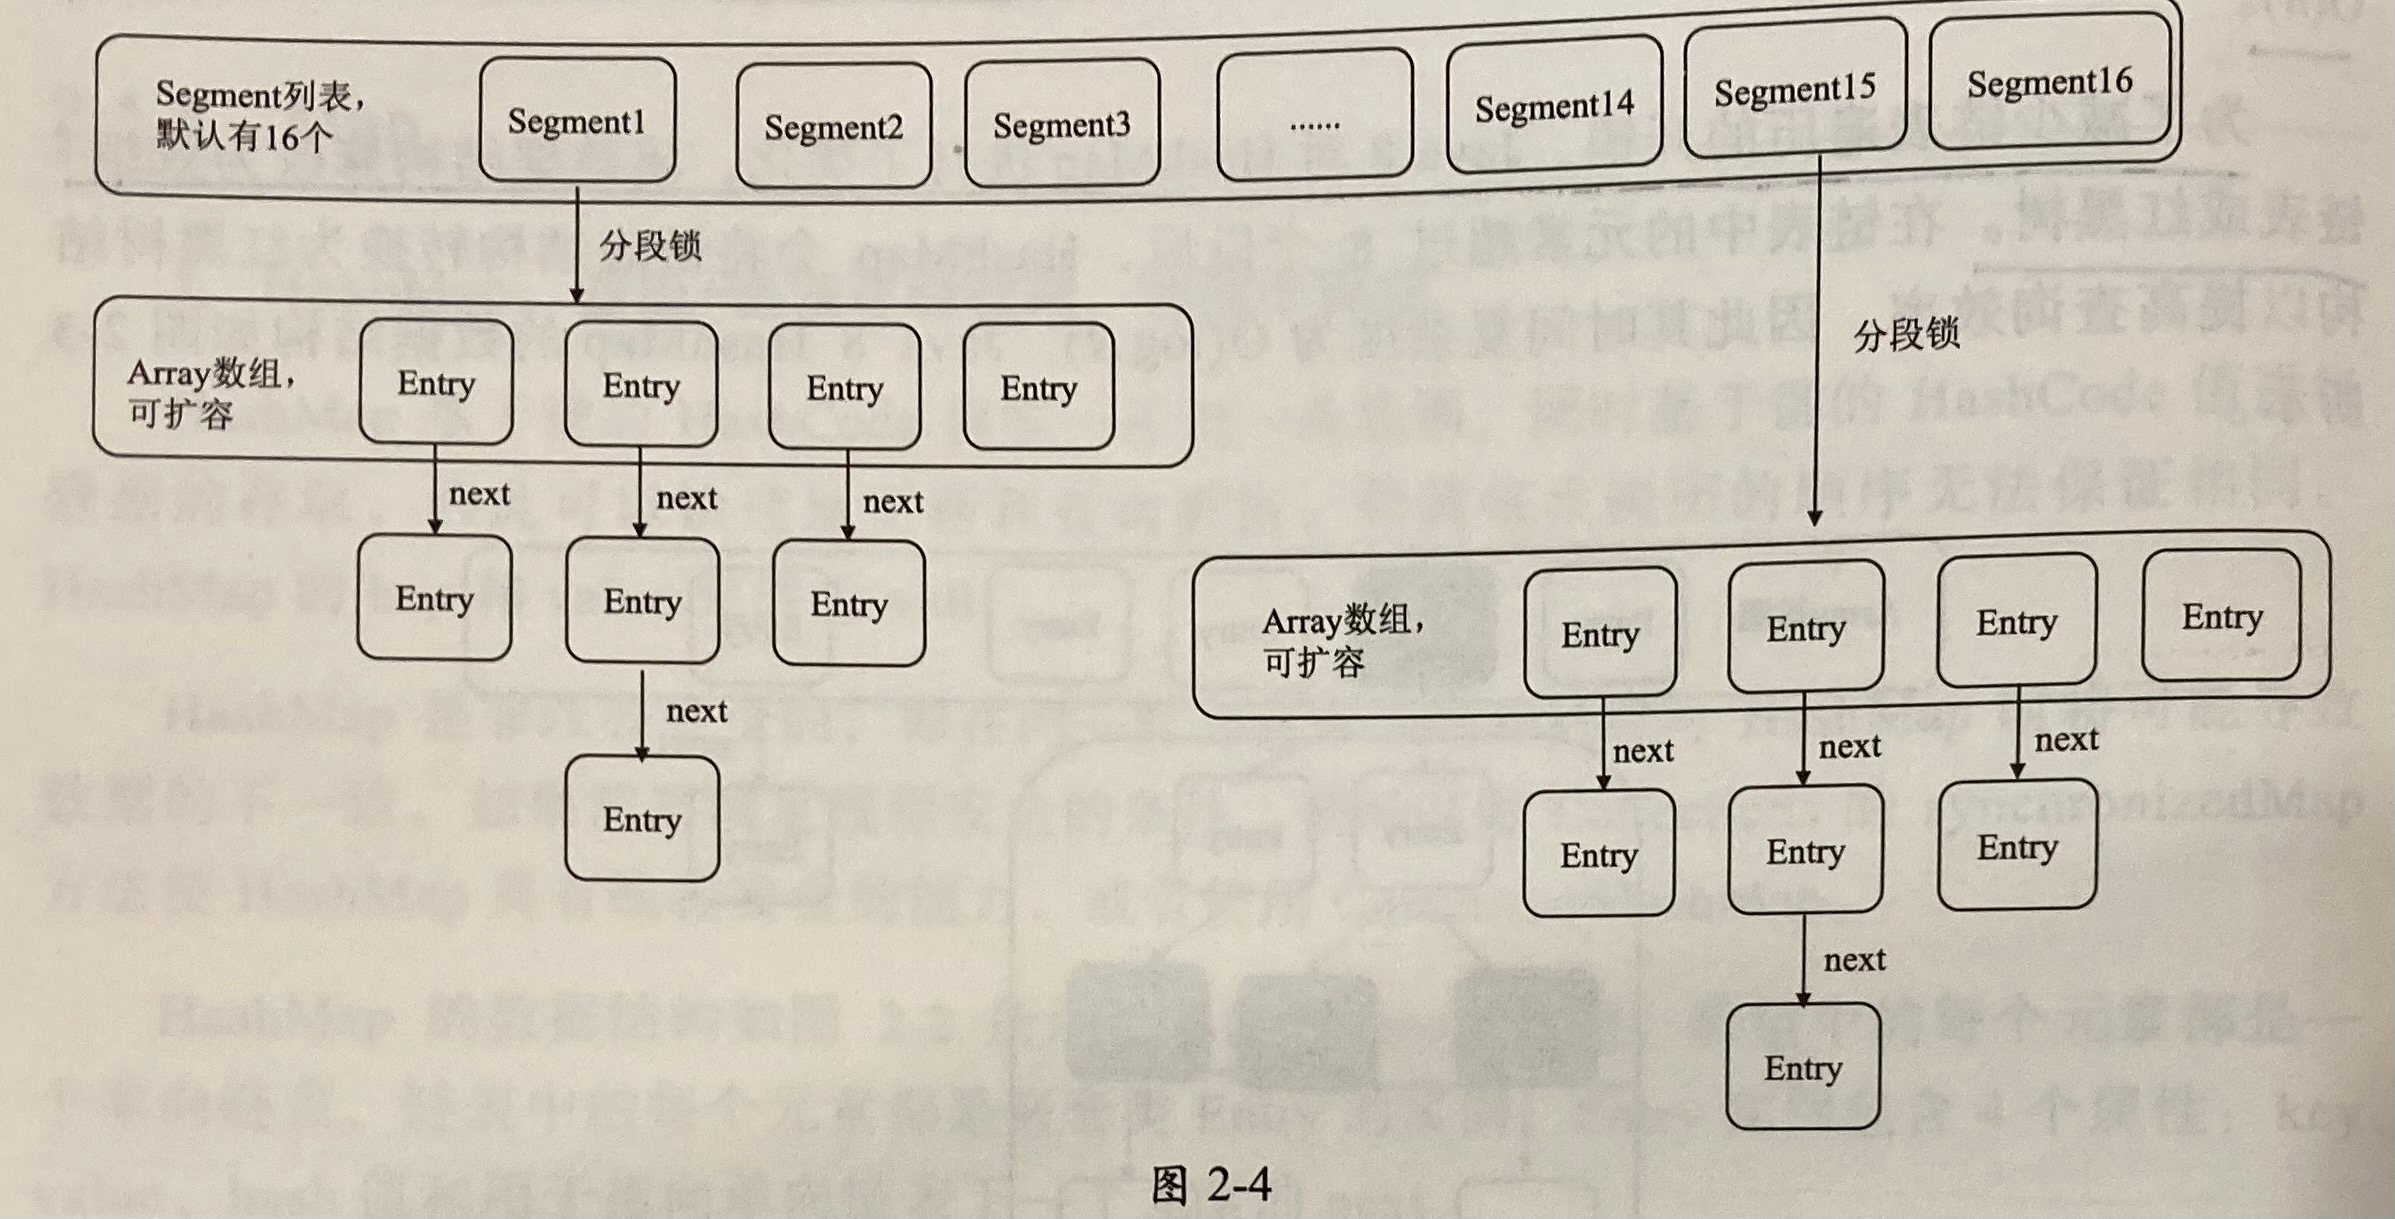 Segment列表，
默认有16个
Segment1
Segment2
Segment3
……
Segment14
Segment15
Segment16
分段锁
分段锁
Array数组，
可扩容
Entry
Entry
Entry
Entry
next
next
next
Entry
Entry
Entry
next
Entry
Array数组，
可扩容
Entry
Entry
Entry
Entry
next
next
next
Entry
Entry
Entry
next
Entry
图 2-4